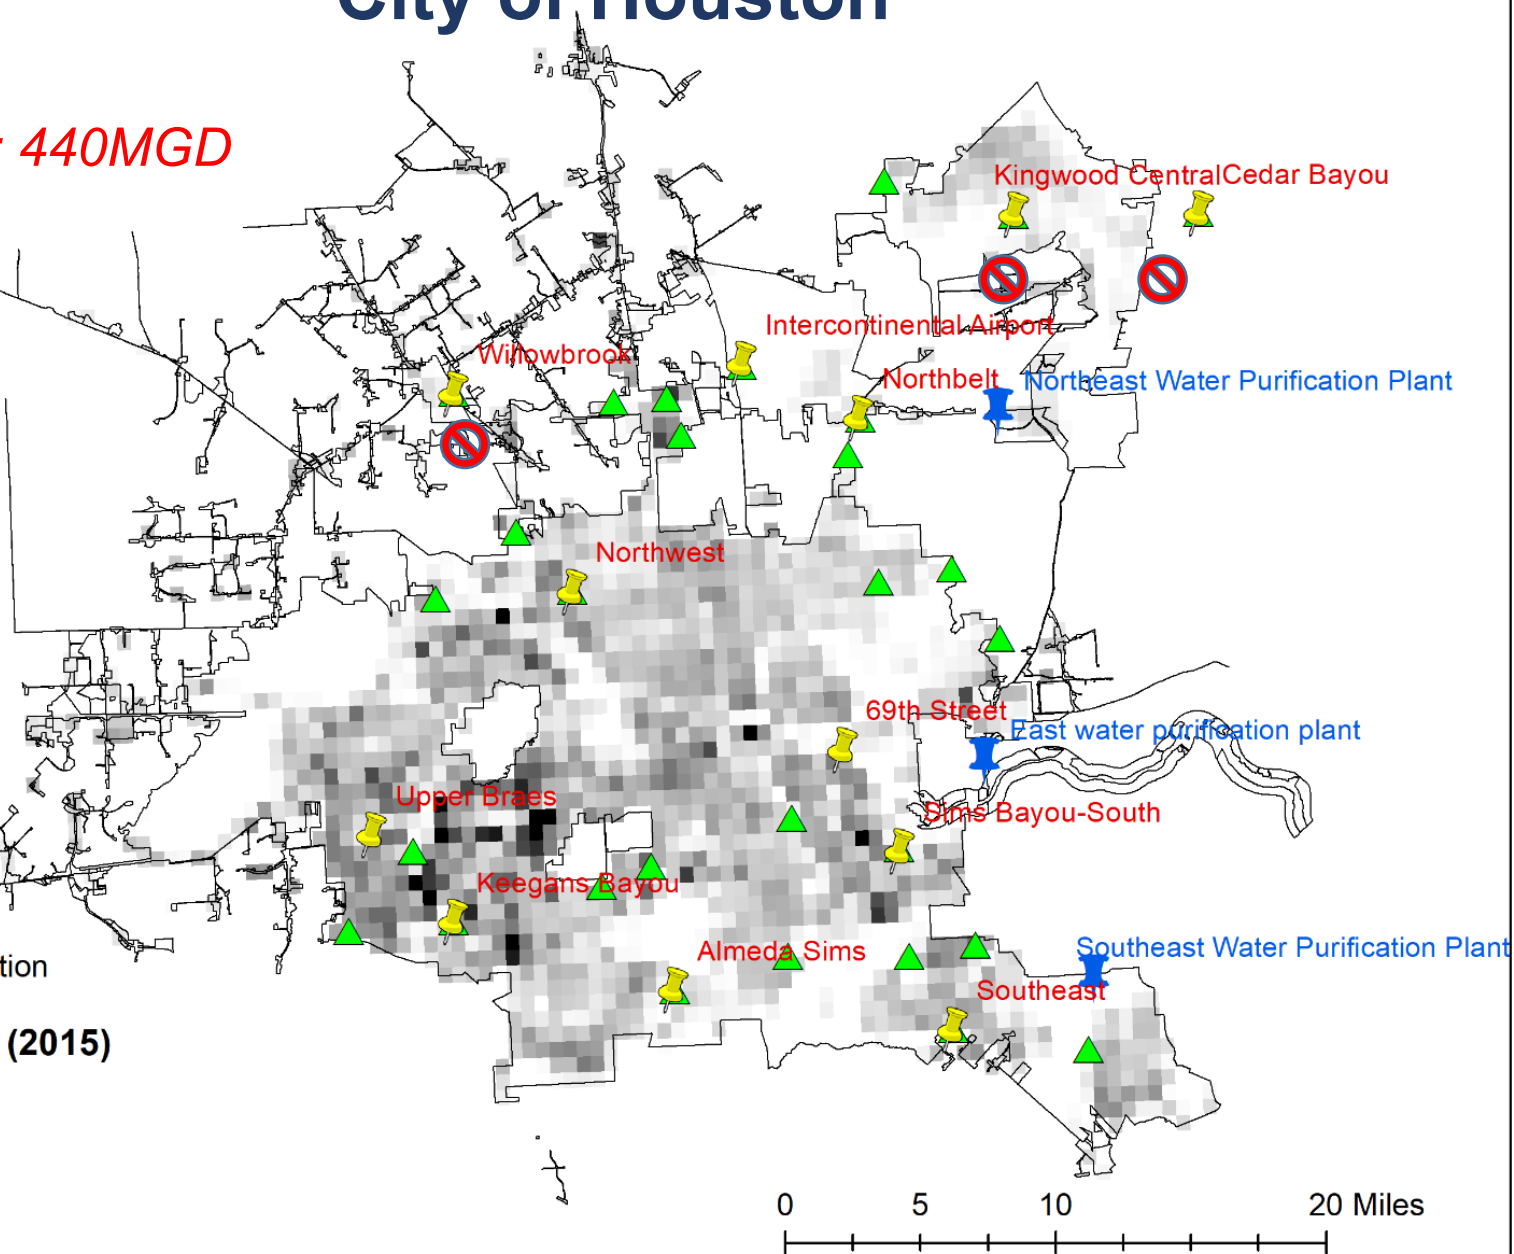 City of Houston
: 440MGD
Kingwood Central
Cedar Bayou
Intercontinental Airport
Willowbrook
Northbelt
Northeast Water Purification Plant
Northwest
69th Street
East water purification plant
Upper Braes
Sims Bayou-South
Keegans Bayou
Almeda Sims
Southeast Water Purification Plant
tion
Southeast
(2015)
0 5 10 20 Miles